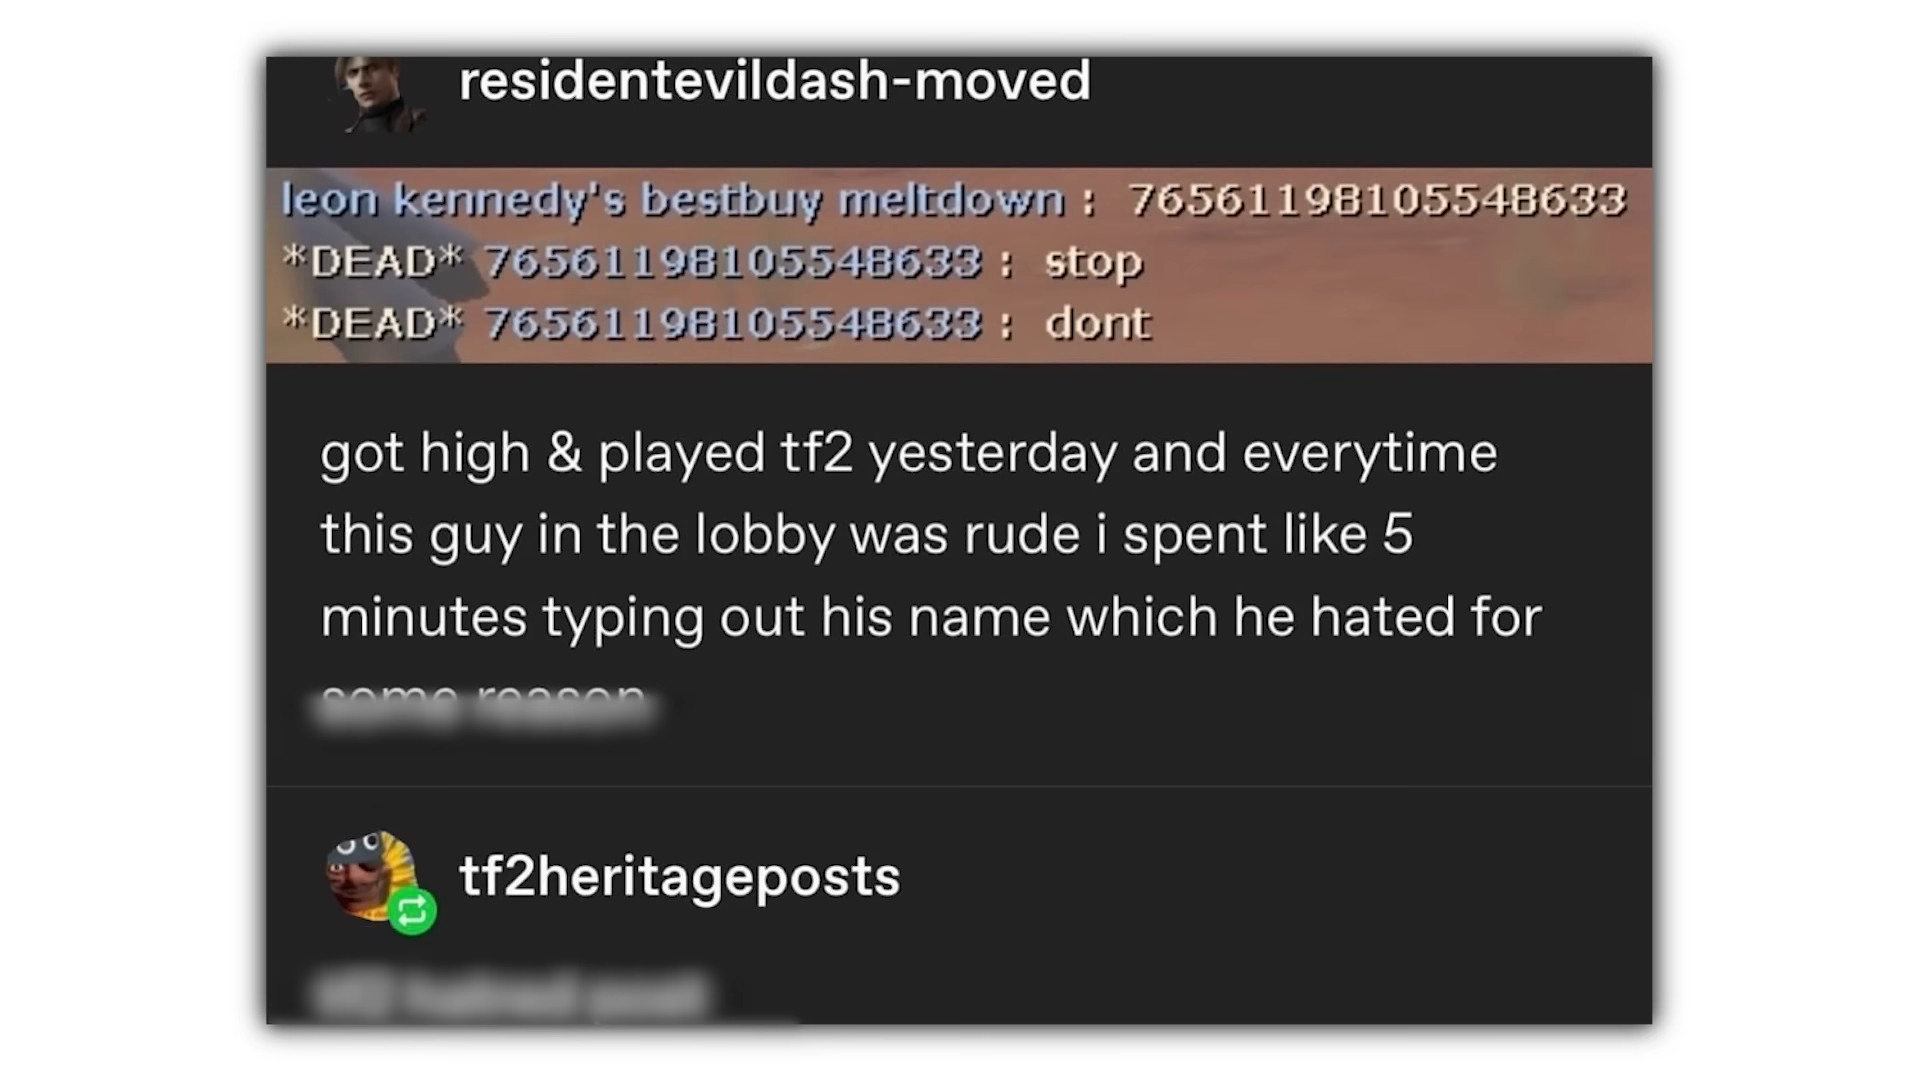 residentevildash-moved
leon kennedy's bestbuy meltdown : 76561198105548633
*DEAD* 76561198105548633 : stop
*DEAD* 76561198105548633 : dont
got high & played tf2 yesterday and everytime
this guy in the lobby was rude i spent like 5
minutes typing out his name which he hated for
some reason
tf2heritageposts